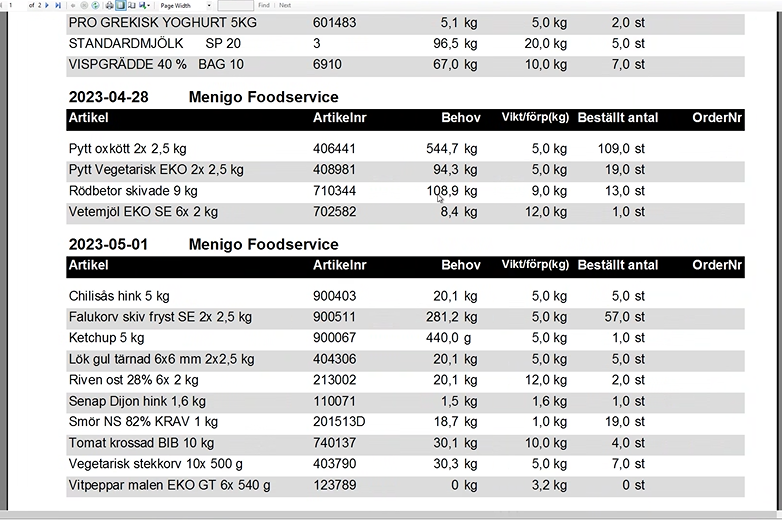 1 of 2 Page Width Find Next
PRO GREKISK YOGHURT 5KG 601483 5,1 kg 5,0 kg 2,0 st
STANDARDMJÖLK SP 20 3 96,5 kg 20,0 kg 5,0 st
VISPGRÄDDE 40 % BAG 10 6910 67,0 kg 10,0 kg 7,0 st
2023-04-28 Menigo Foodservice
Artikel Artikelnr Behov Vikt/förp(kg) Beställt antal OrderNr
Pytt oxkött 2x 2,5 kg 406441 544,7 kg 5,0 kg 109,0 st
Pytt Vegetarisk EKO 2x 2,5 kg 408981 94,3 kg 5,0 kg 19,0 st
Rödbetor skivade 9 kg 710344 108,9 kg 9,0 kg 13,0 st
Vetemjöl EKO SE 6x 2 kg 702582 8,4 kg 12,0 kg 1,0 st
2023-05-01 Menigo Foodservice
Artikel Artikelnr Behov Vikt/förp(kg) Beställt antal OrderNr
Chilisås hink 5 kg 900403 20,1 kg 5,0 kg 5,0 st
Falukorv skiv fryst SE 2x 2,5 kg 900511 281,2 kg 5,0 kg 57,0 st
Ketchup 5 kg 900067 440,0 g 5,0 kg 1,0 st
Lök gul tärnad 6x6 mm 2x2,5 kg 404306 20,1 kg 5,0 kg 5,0 st
Riven ost 28% 6x 2 kg 213002 20,1 kg 12,0 kg 2,0 st
Senap Dijon hink 1,6 kg 110071 1,5 kg 1,6 kg 1,0 st
Smör NS 82% KRAV 1 kg 201513D 18,7 kg 1,0 kg 19,0 st
Tomat krossad BIB 10 kg 740137 30,1 kg 10,0 kg 4,0 st
Vegetarisk stekkorv 10x 500 g 403790 30,3 kg 5,0 kg 7,0 st
Vitpeppar malen EKO GT 6x 540 g 123789 0 kg 3,2 kg 0 st